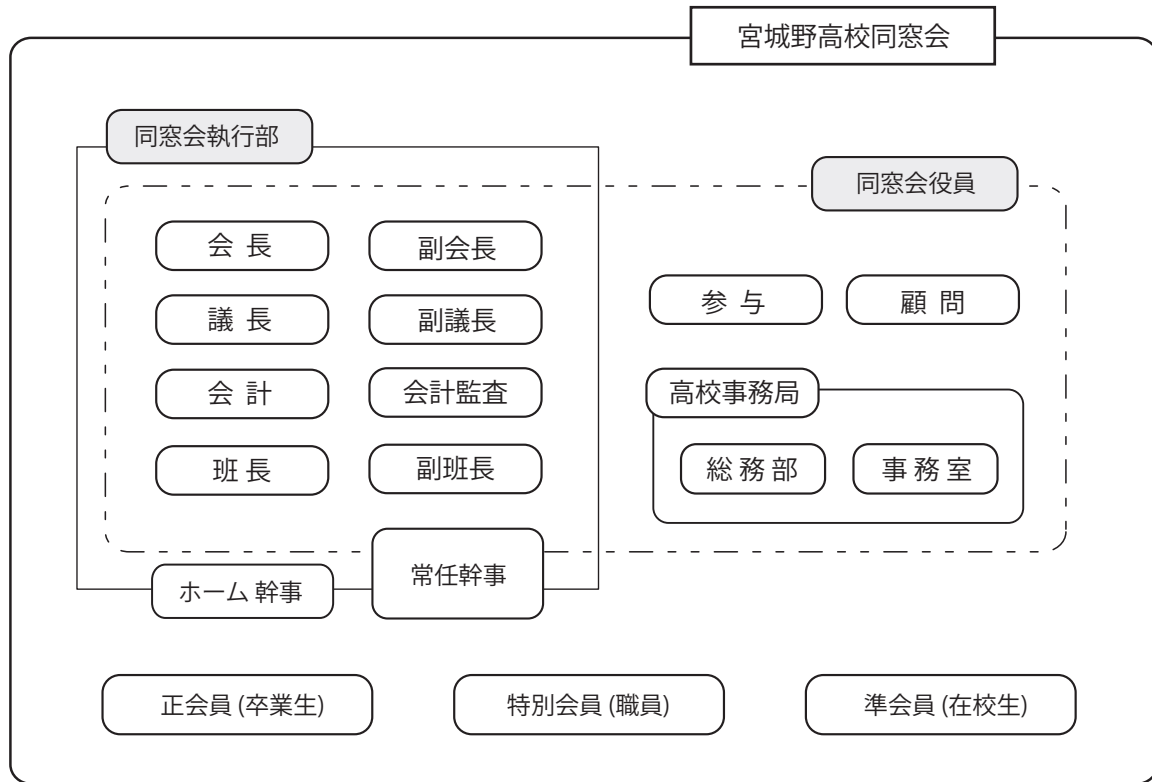 宮城野高校同窓会
同窓会執行部
同窓会役員
会 長
副会長
議 長
副議長
会 計
会計監査
班 長
副班長
参 与
顧 問
高校事務局
総 務 部
事 務 室
ホーム 幹事
常任幹事
正会員 (卒業生)
特別会員 (職員)
準会員 (在校生)